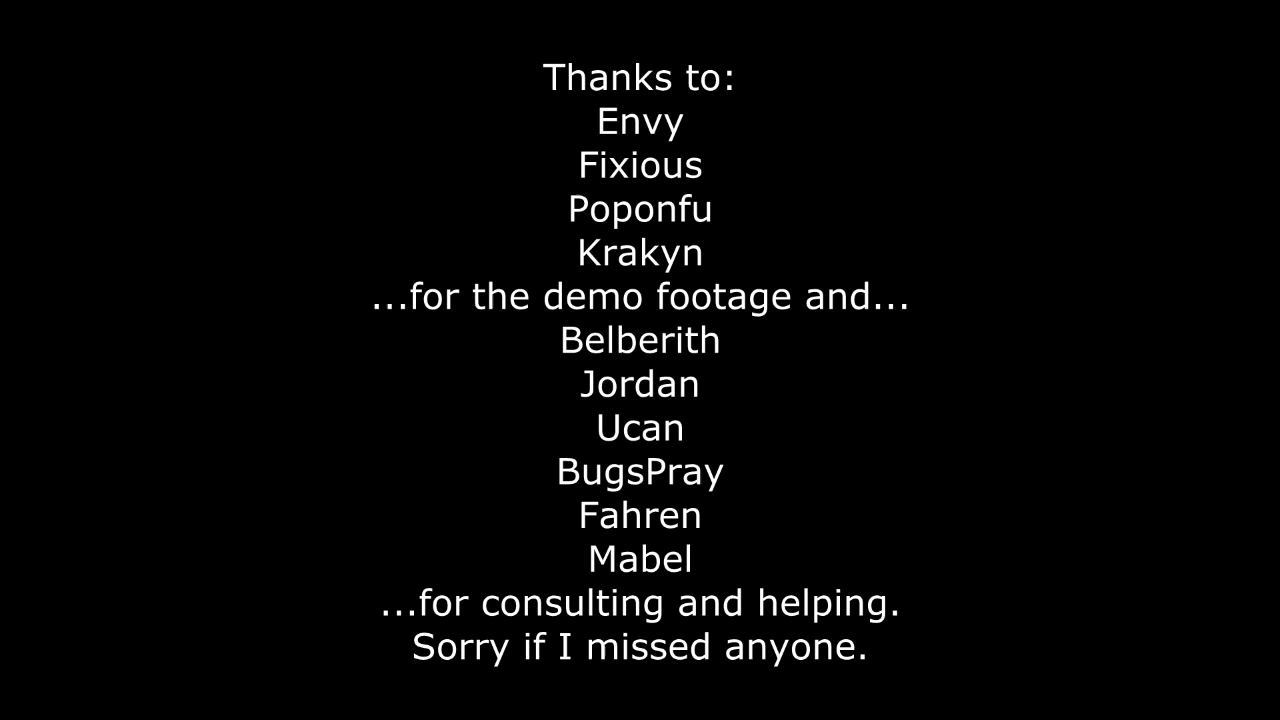 Thanks to:
Envy
Fixious
Poponfu
Krakyn
...for the demo footage and...
Belberith
Jordan
Ucan
BugsPray
Fahren
Mabel
...for consulting and helping.
Sorry if I missed anyone.